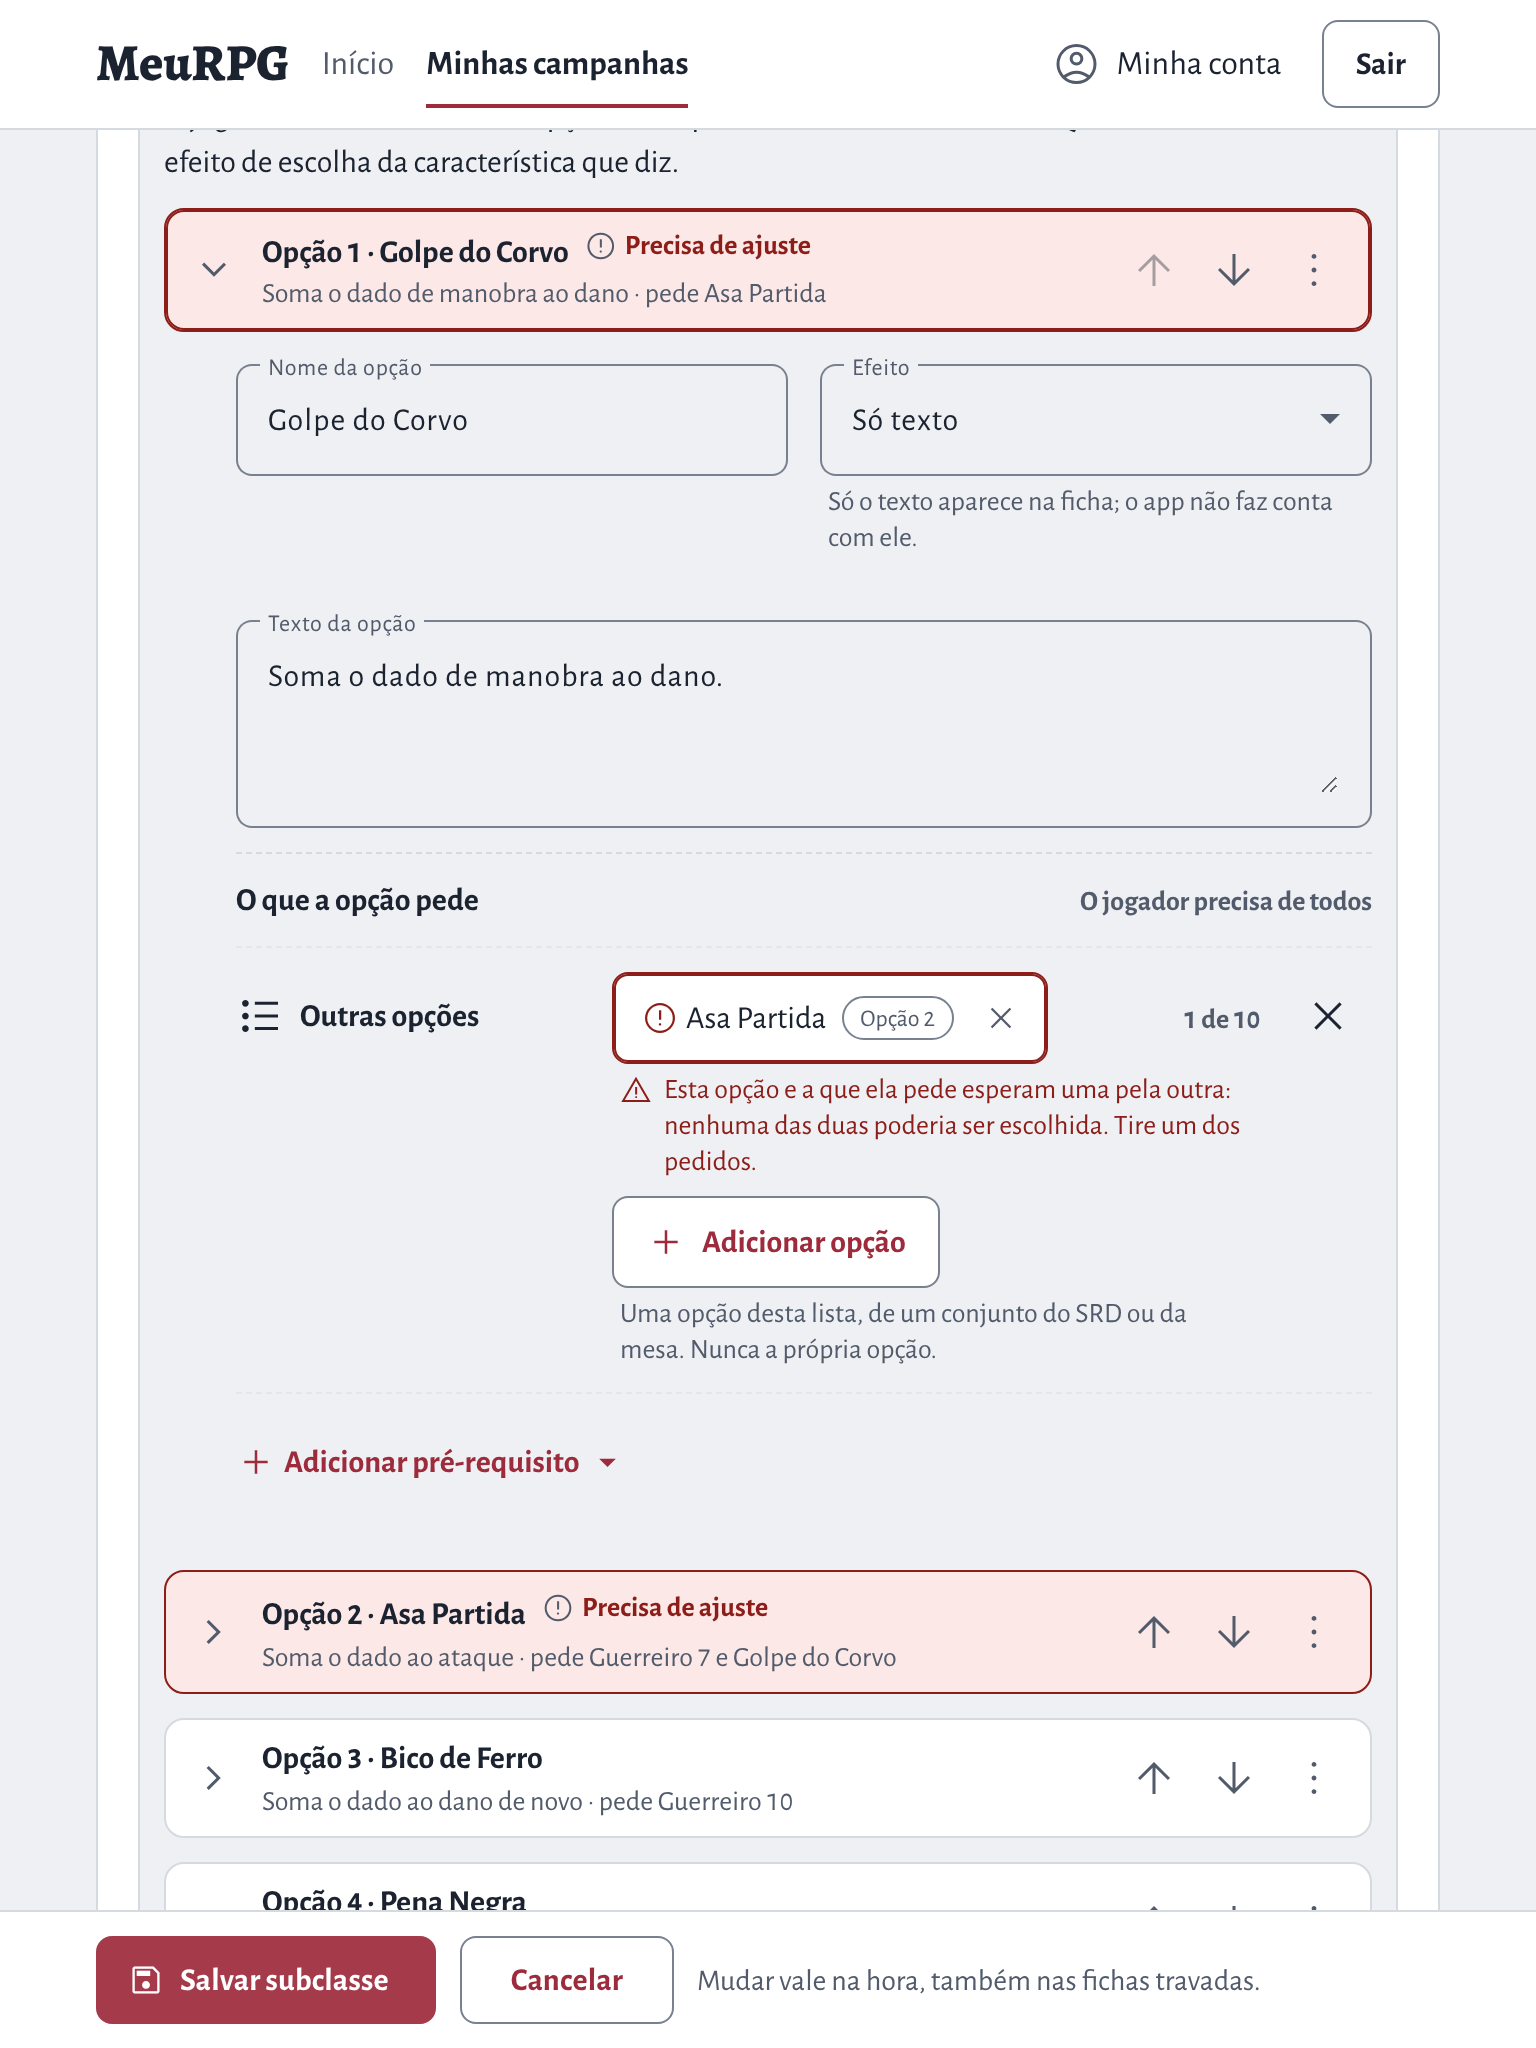 MeuRPG
Início
Minhas campanhas
Minha conta
Sair
efeito de escolha da característica que diz.
Opção 1 · Golpe do Corvo
Precisa de ajuste
Soma o dado de manobra ao dano · pede Asa Partida
Nome da opção
Golpe do Corvo
Efeito
Só texto
Só o texto aparece na ficha; o app não faz conta
com ele.
Texto da opção
Soma o dado de manobra ao dano.
O que a opção pede
O jogador precisa de todos
Outras opções
Asa Partida
Opção 2
1 de 10
Esta opção e a que ela pede esperam uma pela outra:
nenhuma das duas poderia ser escolhida. Tire um dos
pedidos.
Adicionar opção
Uma opção desta lista, de um conjunto do SRD ou da
mesa. Nunca a própria opção.
Adicionar pré-requisito
Opção 2 · Asa Partida
Precisa de ajuste
Soma o dado ao ataque · pede Guerreiro 7 e Golpe do Corvo
Opção 3 · Bico de Ferro
Soma o dado ao dano de novo · pede Guerreiro 10
Opção 4 · Pena Negra
Salvar subclasse
Cancelar
Mudar vale na hora, também nas fichas travadas.